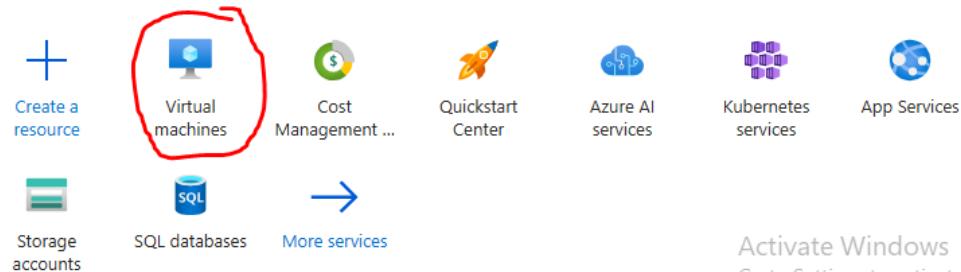 Create a resource
Virtual machines
Cost Management ...
Quickstart Center
Azure AI services
Kubernetes services
App Services
Storage accounts
SQL
SQL databases
More services
Activate Windows